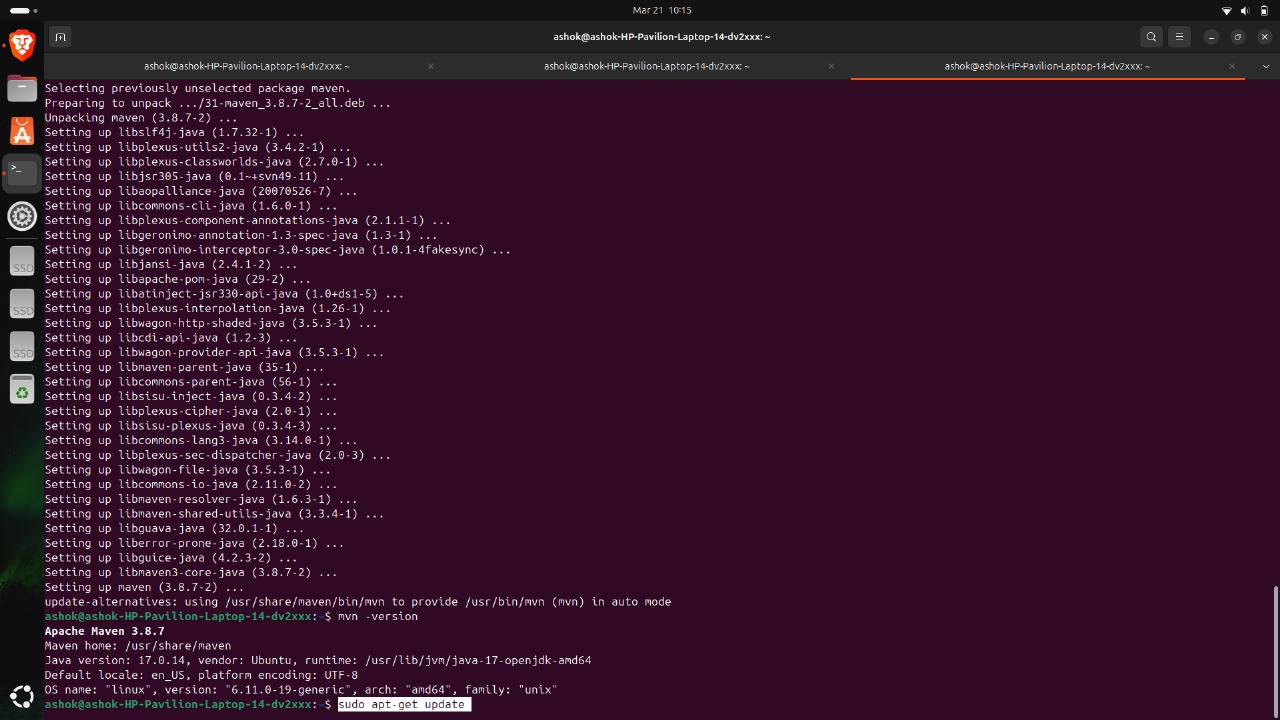 Mar 21 10:15
ashok@ashok-HP-Pavilion-Laptop-14-dv2xxx: ~
ashok@ashok-HP-Pavilion-Laptop-14-dv2xxx: ~
ashok@ashok-HP-Pavilion-Laptop-14-dv2xxx: ~
ashok@ashok-HP-Pavilion-Laptop-14-dv2xxx: ~
Selecting previously unselected package maven.
Preparing to unpack .../31-maven_3.8.7-2_all.deb ...
Unpacking maven (3.8.7-2) ...
Setting up libslf4j-java (1.7.32-1) ...
Setting up libplexus-utils2-java (3.4.2-1) ...
Setting up libplexus-classworlds-java (2.7.0-1) ...
Setting up libjsr305-java (0.1~+svn49-11) ...
Setting up libaopalliance-java (20070526-7) ...
Setting up libcommons-cli-java (1.6.0-1) ...
Setting up libplexus-component-annotations-java (2.1.1-1) ...
Setting up libgeronimo-annotation-1.3-spec-java (1.3-1) ...
Setting up libgeronimo-interceptor-3.0-spec-java (1.0.1-4fakesync) ...
Setting up libjansi-java (2.4.1-2) ...
Setting up libapache-pom-java (29-2) ...
Setting up libatinject-jsr330-api-java (1.0+ds1-5) ...
Setting up libplexus-interpolation-java (1.26-1) ...
Setting up libwagon-http-shaded-java (3.5.3-1) ...
Setting up libcdi-api-java (1.2-3) ...
Setting up libwagon-provider-api-java (3.5.3-1) ...
Setting up libmaven-parent-java (35-1) ...
Setting up libcommons-parent-java (56-1) ...
Setting up libsisu-inject-java (0.3.4-2) ...
Setting up libplexus-cipher-java (2.0-1) ...
Setting up libsisu-plexus-java (0.3.4-3) ...
Setting up libcommons-lang3-java (3.14.0-1) ...
Setting up libplexus-sec-dispatcher-java (2.0-3) ...
Setting up libwagon-file-java (3.5.3-1) ...
Setting up libcommons-io-java (2.11.0-2) ...
Setting up libmaven-resolver-java (1.6.3-1) ...
Setting up libmaven-shared-utils-java (3.3.4-1) ...
Setting up libguava-java (32.0.1-1) ...
Setting up liberror-prone-java (2.18.0-1) ...
Setting up libguice-java (4.2.3-2) ...
Setting up libmaven3-core-java (3.8.7-2) ...
Setting up maven (3.8.7-2) ...
update-alternatives: using /usr/share/maven/bin/mvn to provide /usr/bin/mvn (mvn) in auto mode
ashok@ashok-HP-Pavilion-Laptop-14-dv2xxx:~$ mvn -version
Apache Maven 3.8.7
Maven home: /usr/share/maven
Java version: 17.0.14, vendor: Ubuntu, runtime: /usr/lib/jvm/java-17-openjdk-amd64
Default locale: en_US, platform encoding: UTF-8
OS name: "linux", version: "6.11.0-19-generic", arch: "amd64", family: "unix"
ashok@ashok-HP-Pavilion-Laptop-14-dv2xxx:~$ sudo apt-get update
SSD
SSD
SSD